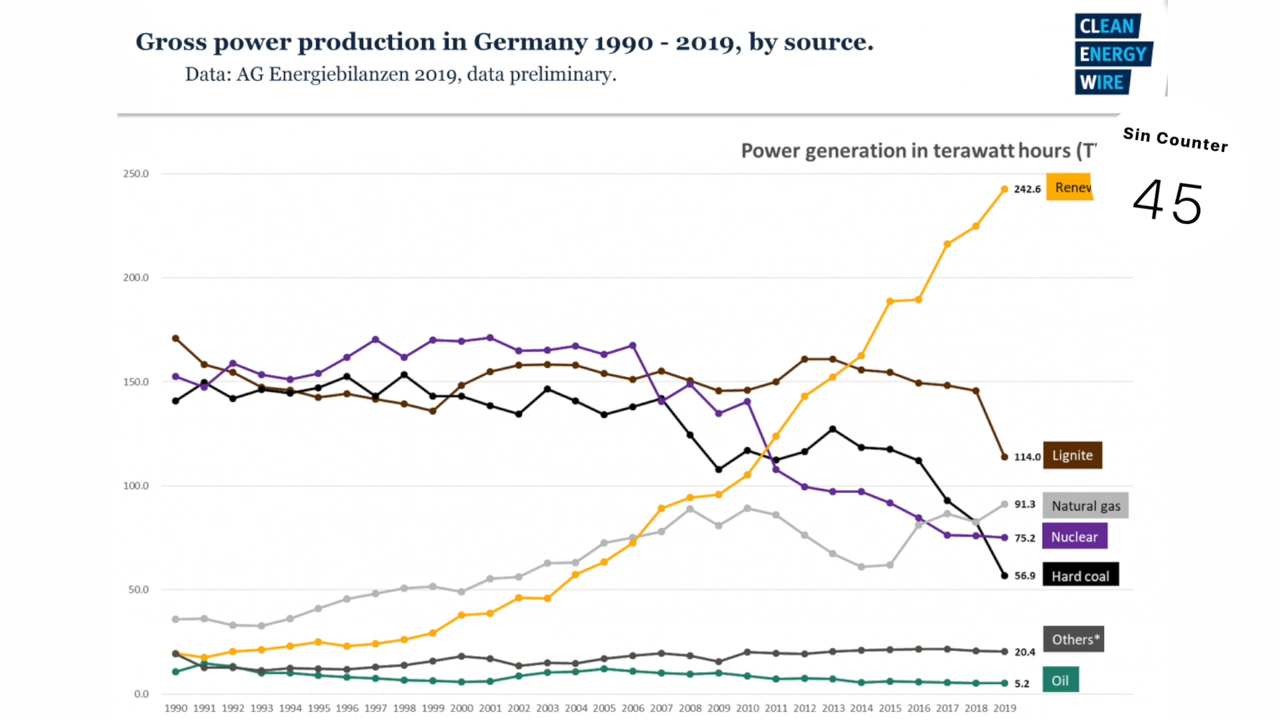 Gross power production in Germany 1990 - 2019, by source.
Data: AG Energiebilanzen 2019, data preliminary.
CLEAN
ENERGY
WIRE
Sin Counter
45
Power generation in terawatt hours
250.0
242.6
200.0
150.0
114.0 Lignite
100.0
91.3 Natural gas
75.2 Nuclear
56.9 Hard coal
50.0
Others*
20.4
5.2 Oil
0.0
1990 1991 1992 1993 1994 1995 1996 1997 1998 1999 2000 2001 2002 2003 2004 2005 2006 2007 2008 2009 2010 2011 2012 2013 2014 2015 2016 2017 2018 2019